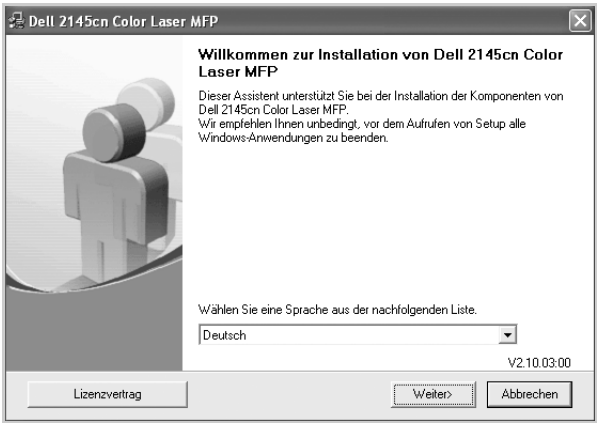 Dell 2145cn Color Laser MFP
Willkommen zur Installation von Dell 2145cn Color
Laser MFP
Dieser Assistent unterstützt Sie bei der Installation der Komponenten von
Dell 2145cn Color Laser MFP.
Wir empfehlen Ihnen unbedingt, vor dem Aufrufen von Setup alle
Windows-Anwendungen zu beenden.
Wählen Sie eine Sprache aus der nachfolgenden Liste.
Deutsch
V2.10.03:00
Lizenzvertrag
Weiter>
Abbrechen